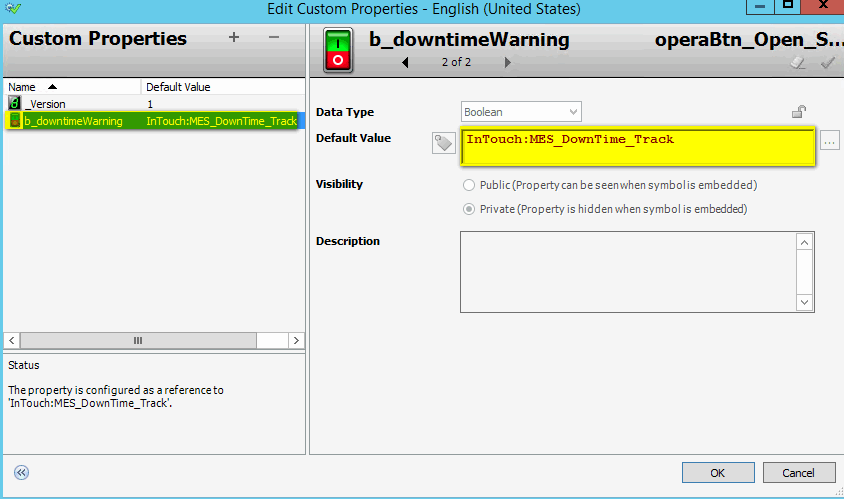 Edit Custom Properties - English (United States)
Custom Properties
b_downtimeWarning operaBtn_Open_S...
2 of 2
Name Default Value
_Version 1
b_downtimeWarning InTouch:MES_DownTime_Track
Data Type Boolean
Default Value InTouch:MES_DownTime_Track ...
Visibility Public (Property can be seen when symbol is embedded)
Private (Property is hidden when symbol is embedded)
Description
Status
The property is configured as a reference to
'InTouch:MES_DownTime_Track'.
OK Cancel